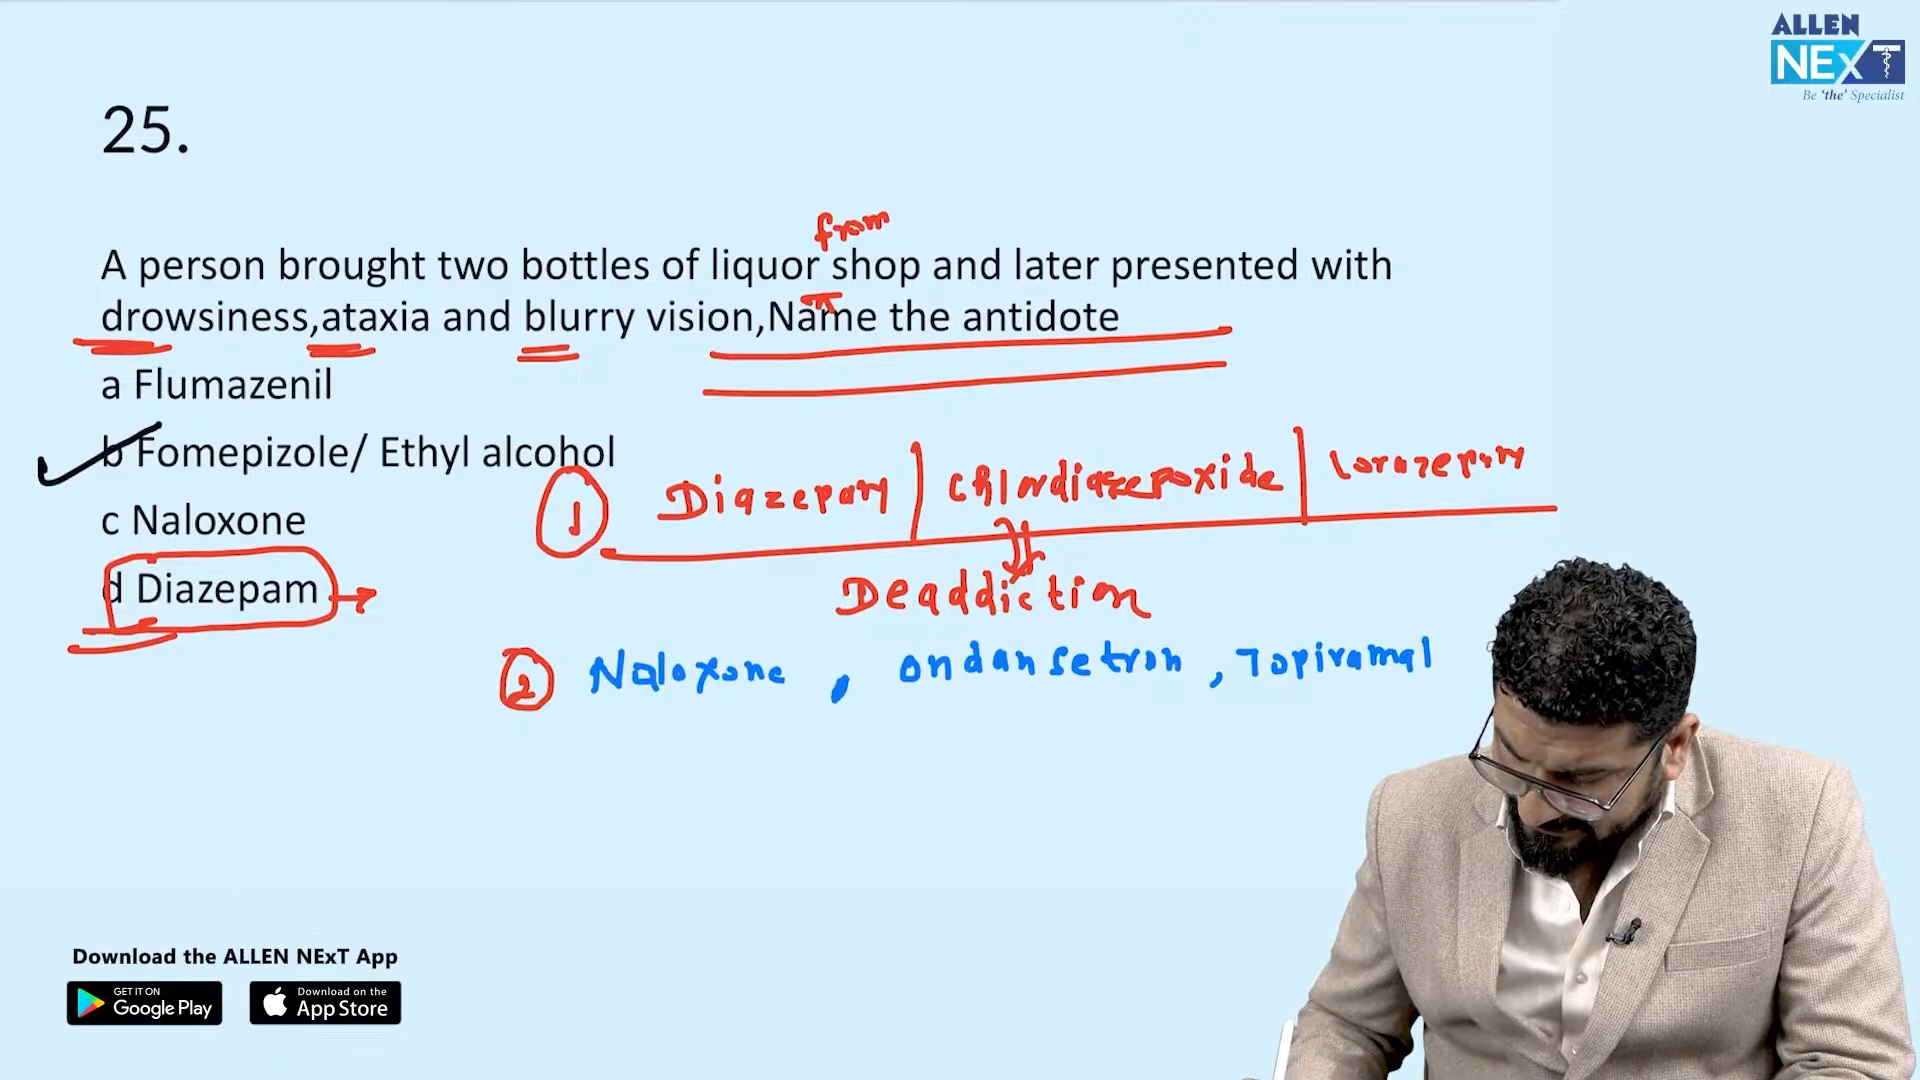 ALLEN
NEXT
Be 'the' Specialist
25.
from
A person brought two bottles of liquor shop and later presented with
drowsiness,ataxia and blurry vision,Name the antidote
a Flumazenil
b Fomepizole/ Ethyl alcohol
c Naloxone
d Diazepam
1 Diazepam | Chlordiazepoxide | Lorazepam
Deaddiction
2 Naloxone, ondansetron, Topiramal
Download the ALLEN NExT App
GET IT ON Google Play
Download on the App Store